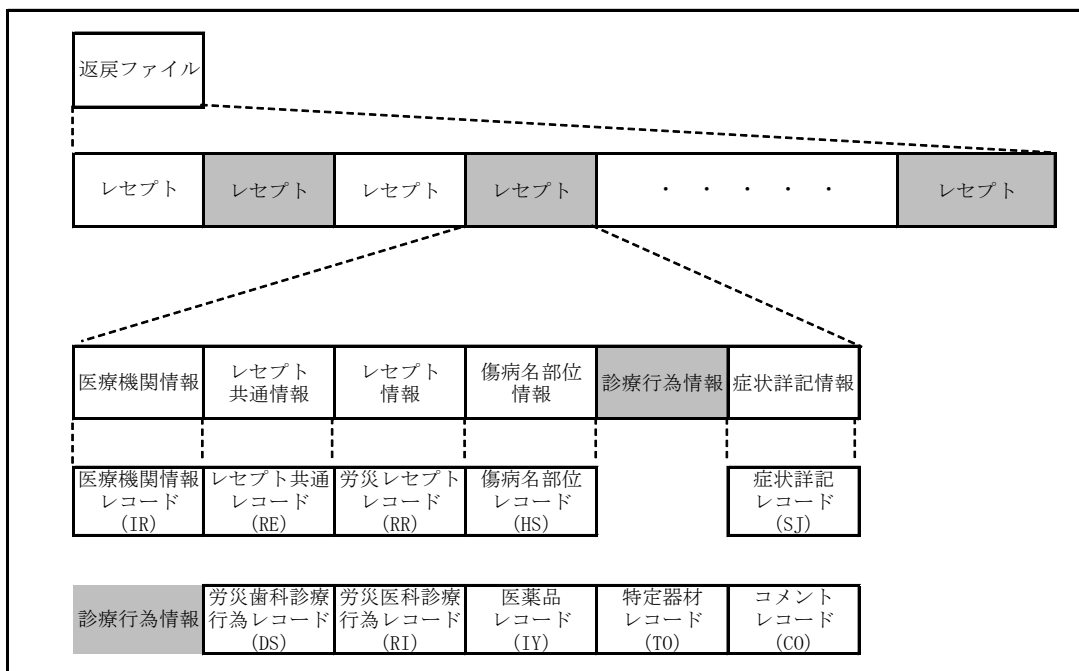 返戻ファイル
レセプト レセプト レセプト レセプト ・ ・ ・ ・ ・ レセプト
医療機関情報
レセプト
共通情報
レセプト
情報
傷病名部位
情報
診療行為情報
症状詳記情報
医療機関情報
レコード
(IR)
レセプト共通
レコード
(RE)
労災レセプト
レコード
(RR)
傷病名部位
レコード
(HS)
症状詳記
レコード
(SJ)
診療行為情報
労災歯科診療
行為レコード
(DS)
労災医科診療
行為レコード
(RI)
医薬品
レコード
(IY)
特定器材
レコード
(TO)
コメント
レコード
(CO)